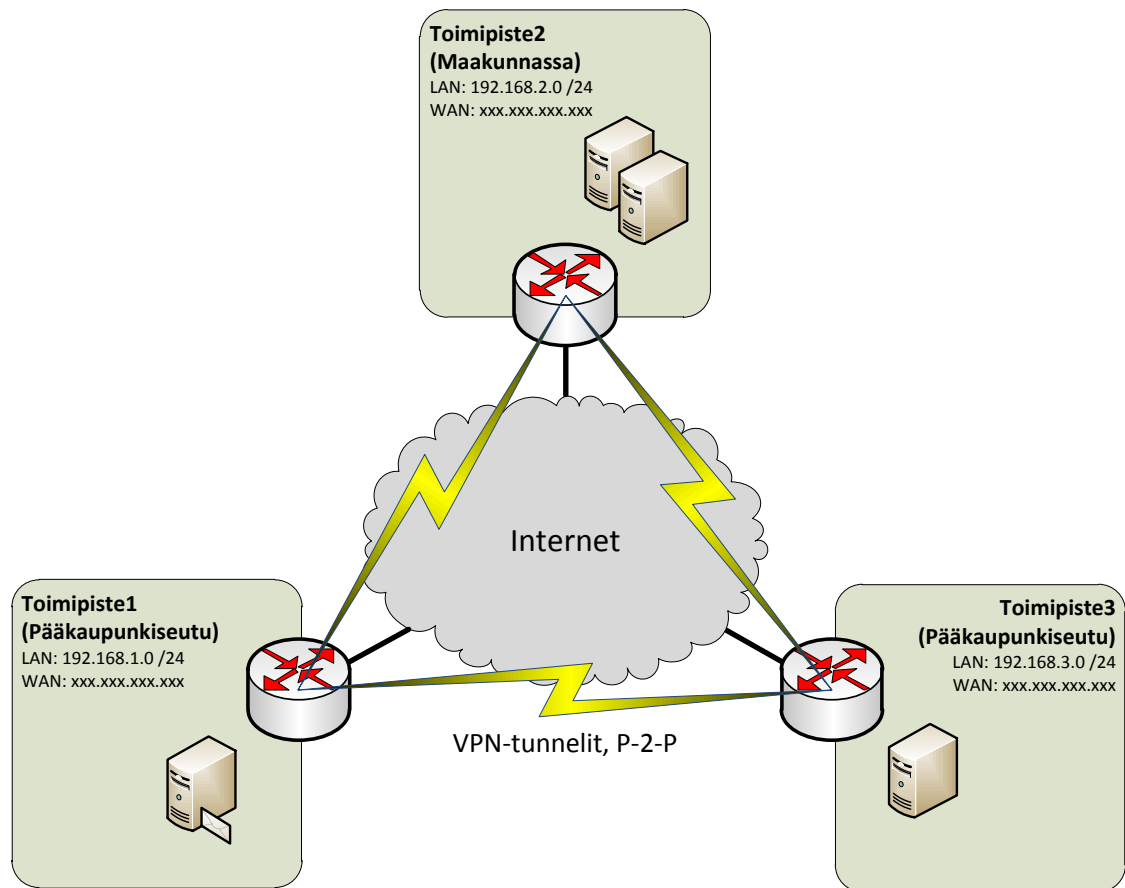 Toimipiste2
(Maakunnassa)
LAN: 192.168.2.0 /24
WAN: xxx.xxx.xxx.xxx
Internet
Toimipiste1
(Pääkaupunkiseutu)
LAN: 192.168.1.0 /24
WAN: xxx.xxx.xxx.xxx
Toimipiste3
(Pääkaupunkiseutu)
LAN: 192.168.3.0 /24
WAN: xxx.xxx.xxx.xxx
VPN-tunnelit, P-2-P